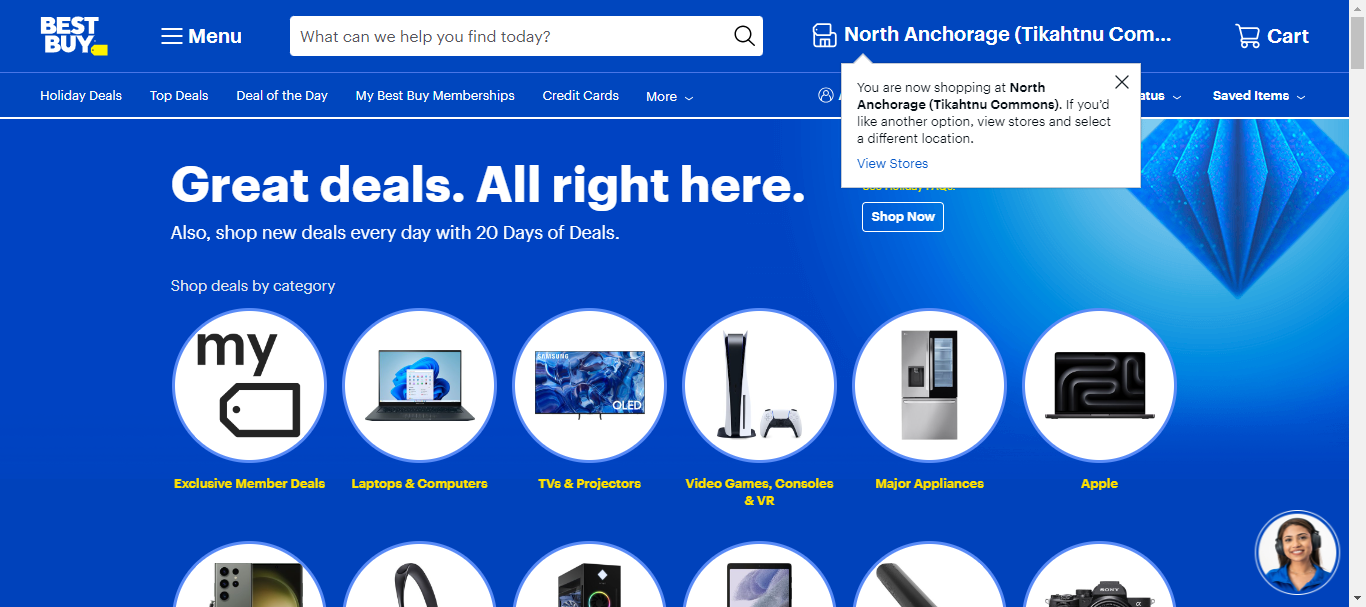 BEST
BUY
Menu
What can we help you find today?
North Anchorage (Tikahtnu Com...
Cart
Holiday Deals
Top Deals
Deal of the Day
My Best Buy Memberships
Credit Cards
More
Saved Items
You are now shopping at North
Anchorage (Tikahtnu Commons). If you'd
like another option, view stores and select
a different location.
View Stores
Great deals. All right here.
Shop Now
Also, shop new deals every day with 20 Days of Deals.
Shop deals by category
my
SAMSUNG
OLED
Exclusive Member Deals
Laptops & Computers
TVs & Projectors
Video Games, Consoles
& VR
Major Appliances
Apple
SONY